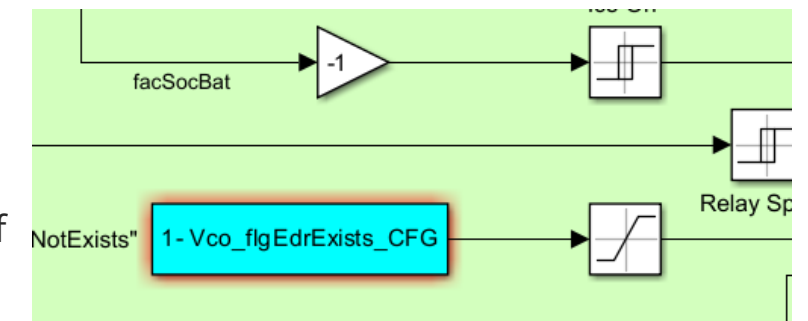 -1
facSocBat
Relay Sp
f
NotExists"
1- Vco_flgEdrExists_CFG